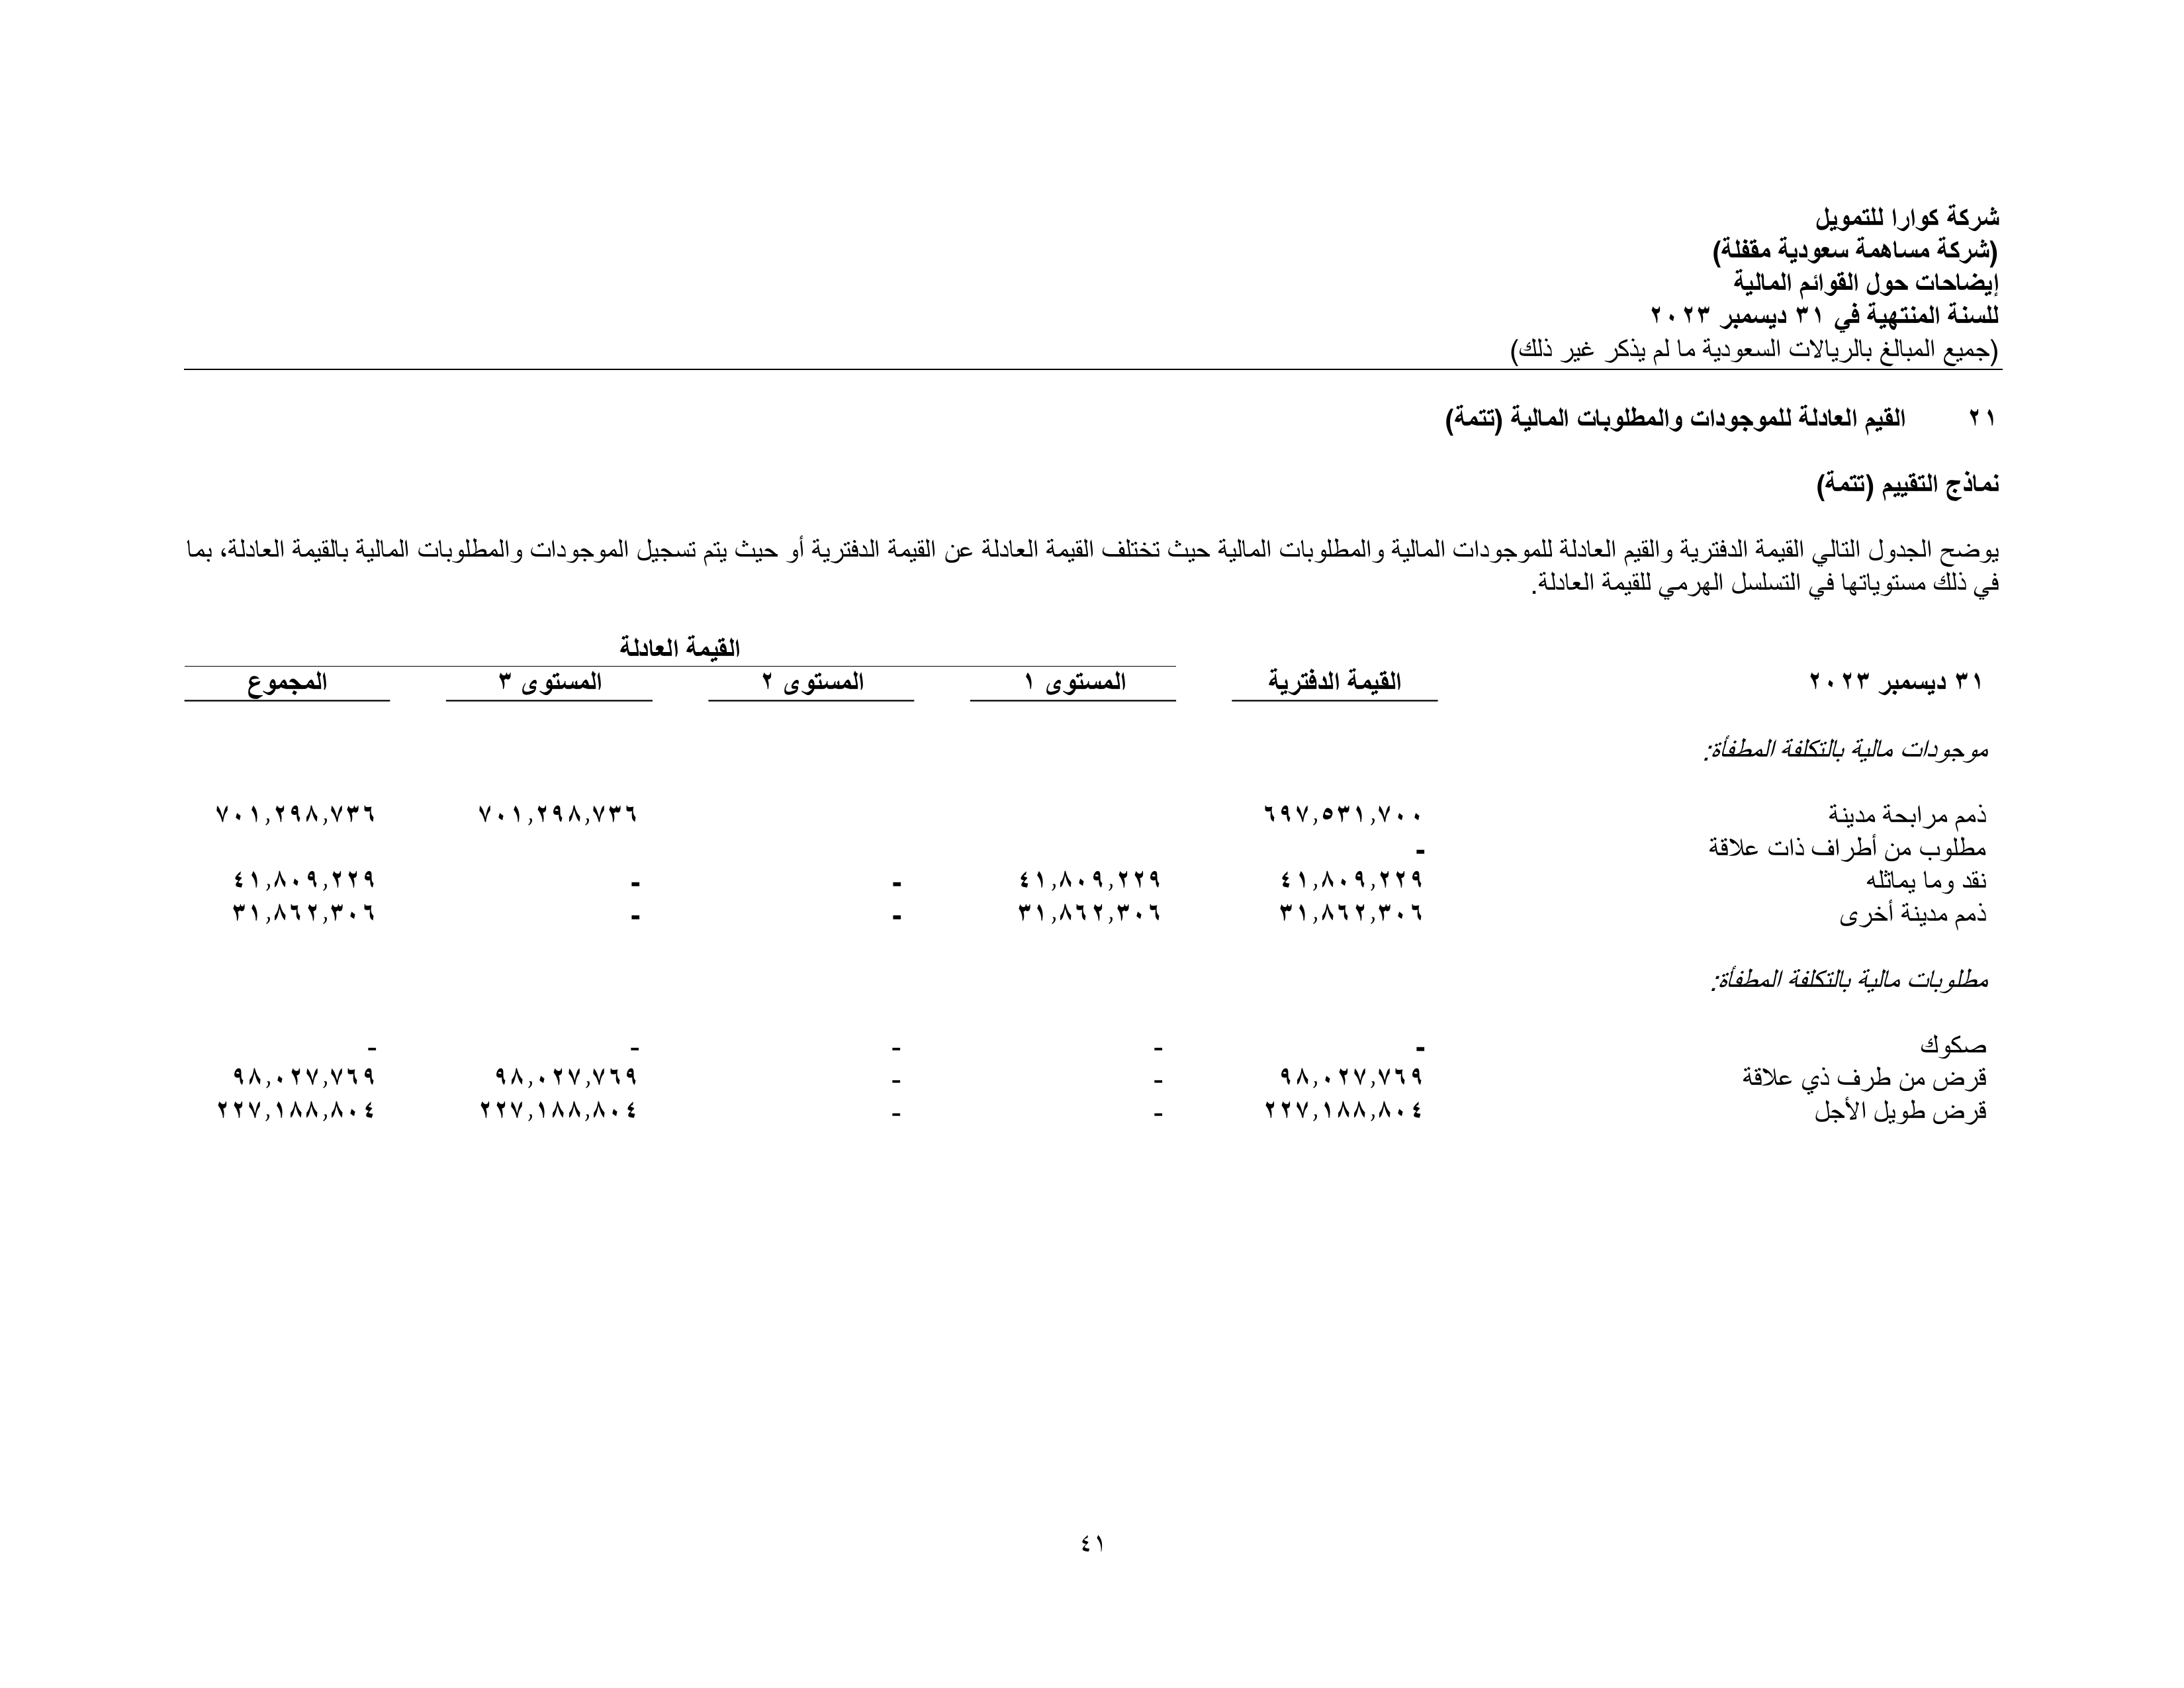 شركة كوارا للتمويل
(شركة مساهمة سعودية مقفلة)
إيضاحات حول القوائم المالية
للسنة المنتهية في ٣١ ديسمبر ٢٠٢٣
(جميع المبالغ بالريالات السعودية ما لم يذكر غير ذلك)
٢١ القيم العادلة للموجودات والمطلوبات المالية (تتمة)
نماذج التقييم (تتمة)
يوضح الجدول التالي القيمة الدفترية والقيم العادلة للموجودات المالية والمطلوبات المالية حيث تختلف القيمة العادلة عن القيمة الدفترية أو حيث يتم تسجيل الموجودات والمطلوبات المالية بالقيمة العادلة، بما
في ذلك مستوياتها في التسلسل الهرمي للقيمة العادلة.
القيمة العادلة
٣١ ديسمبر ٢٠٢٣ القيمة الدفترية المستوى ١ المستوى ٢ المستوى ٣ المجموع
موجودات مالية بالتكلفة المطفأة:
ذمم مرابحة مدينة ٦٩٧,٥٣١,٧٠٠ ٧٠١,٢٩٨,٧٣٦ ٧٠١,٢٩٨,٧٣٦
مطلوب من أطراف ذات علاقة -
نقد وما يماثله ٤١,٨٠٩,٢٢٩ ٤١,٨٠٩,٢٢٩ - - ٤١,٨٠٩,٢٢٩
ذمم مدينة أخرى ٣١,٨٦٢,٣٠٦ ٣١,٨٦٢,٣٠٦ - - ٣١,٨٦٢,٣٠٦
مطلوبات مالية بالتكلفة المطفأة:
صكوك - - - - -
قرض من طرف ذي علاقة ٩٨,٠٢٧,٧٦٩ - - ٩٨,٠٢٧,٧٦٩ ٩٨,٠٢٧,٧٦٩
قرض طويل الأجل ٢٢٧,١٨٨,٨٠٤ - - ٢٢٧,١٨٨,٨٠٤ ٢٢٧,١٨٨,٨٠٤
٤١